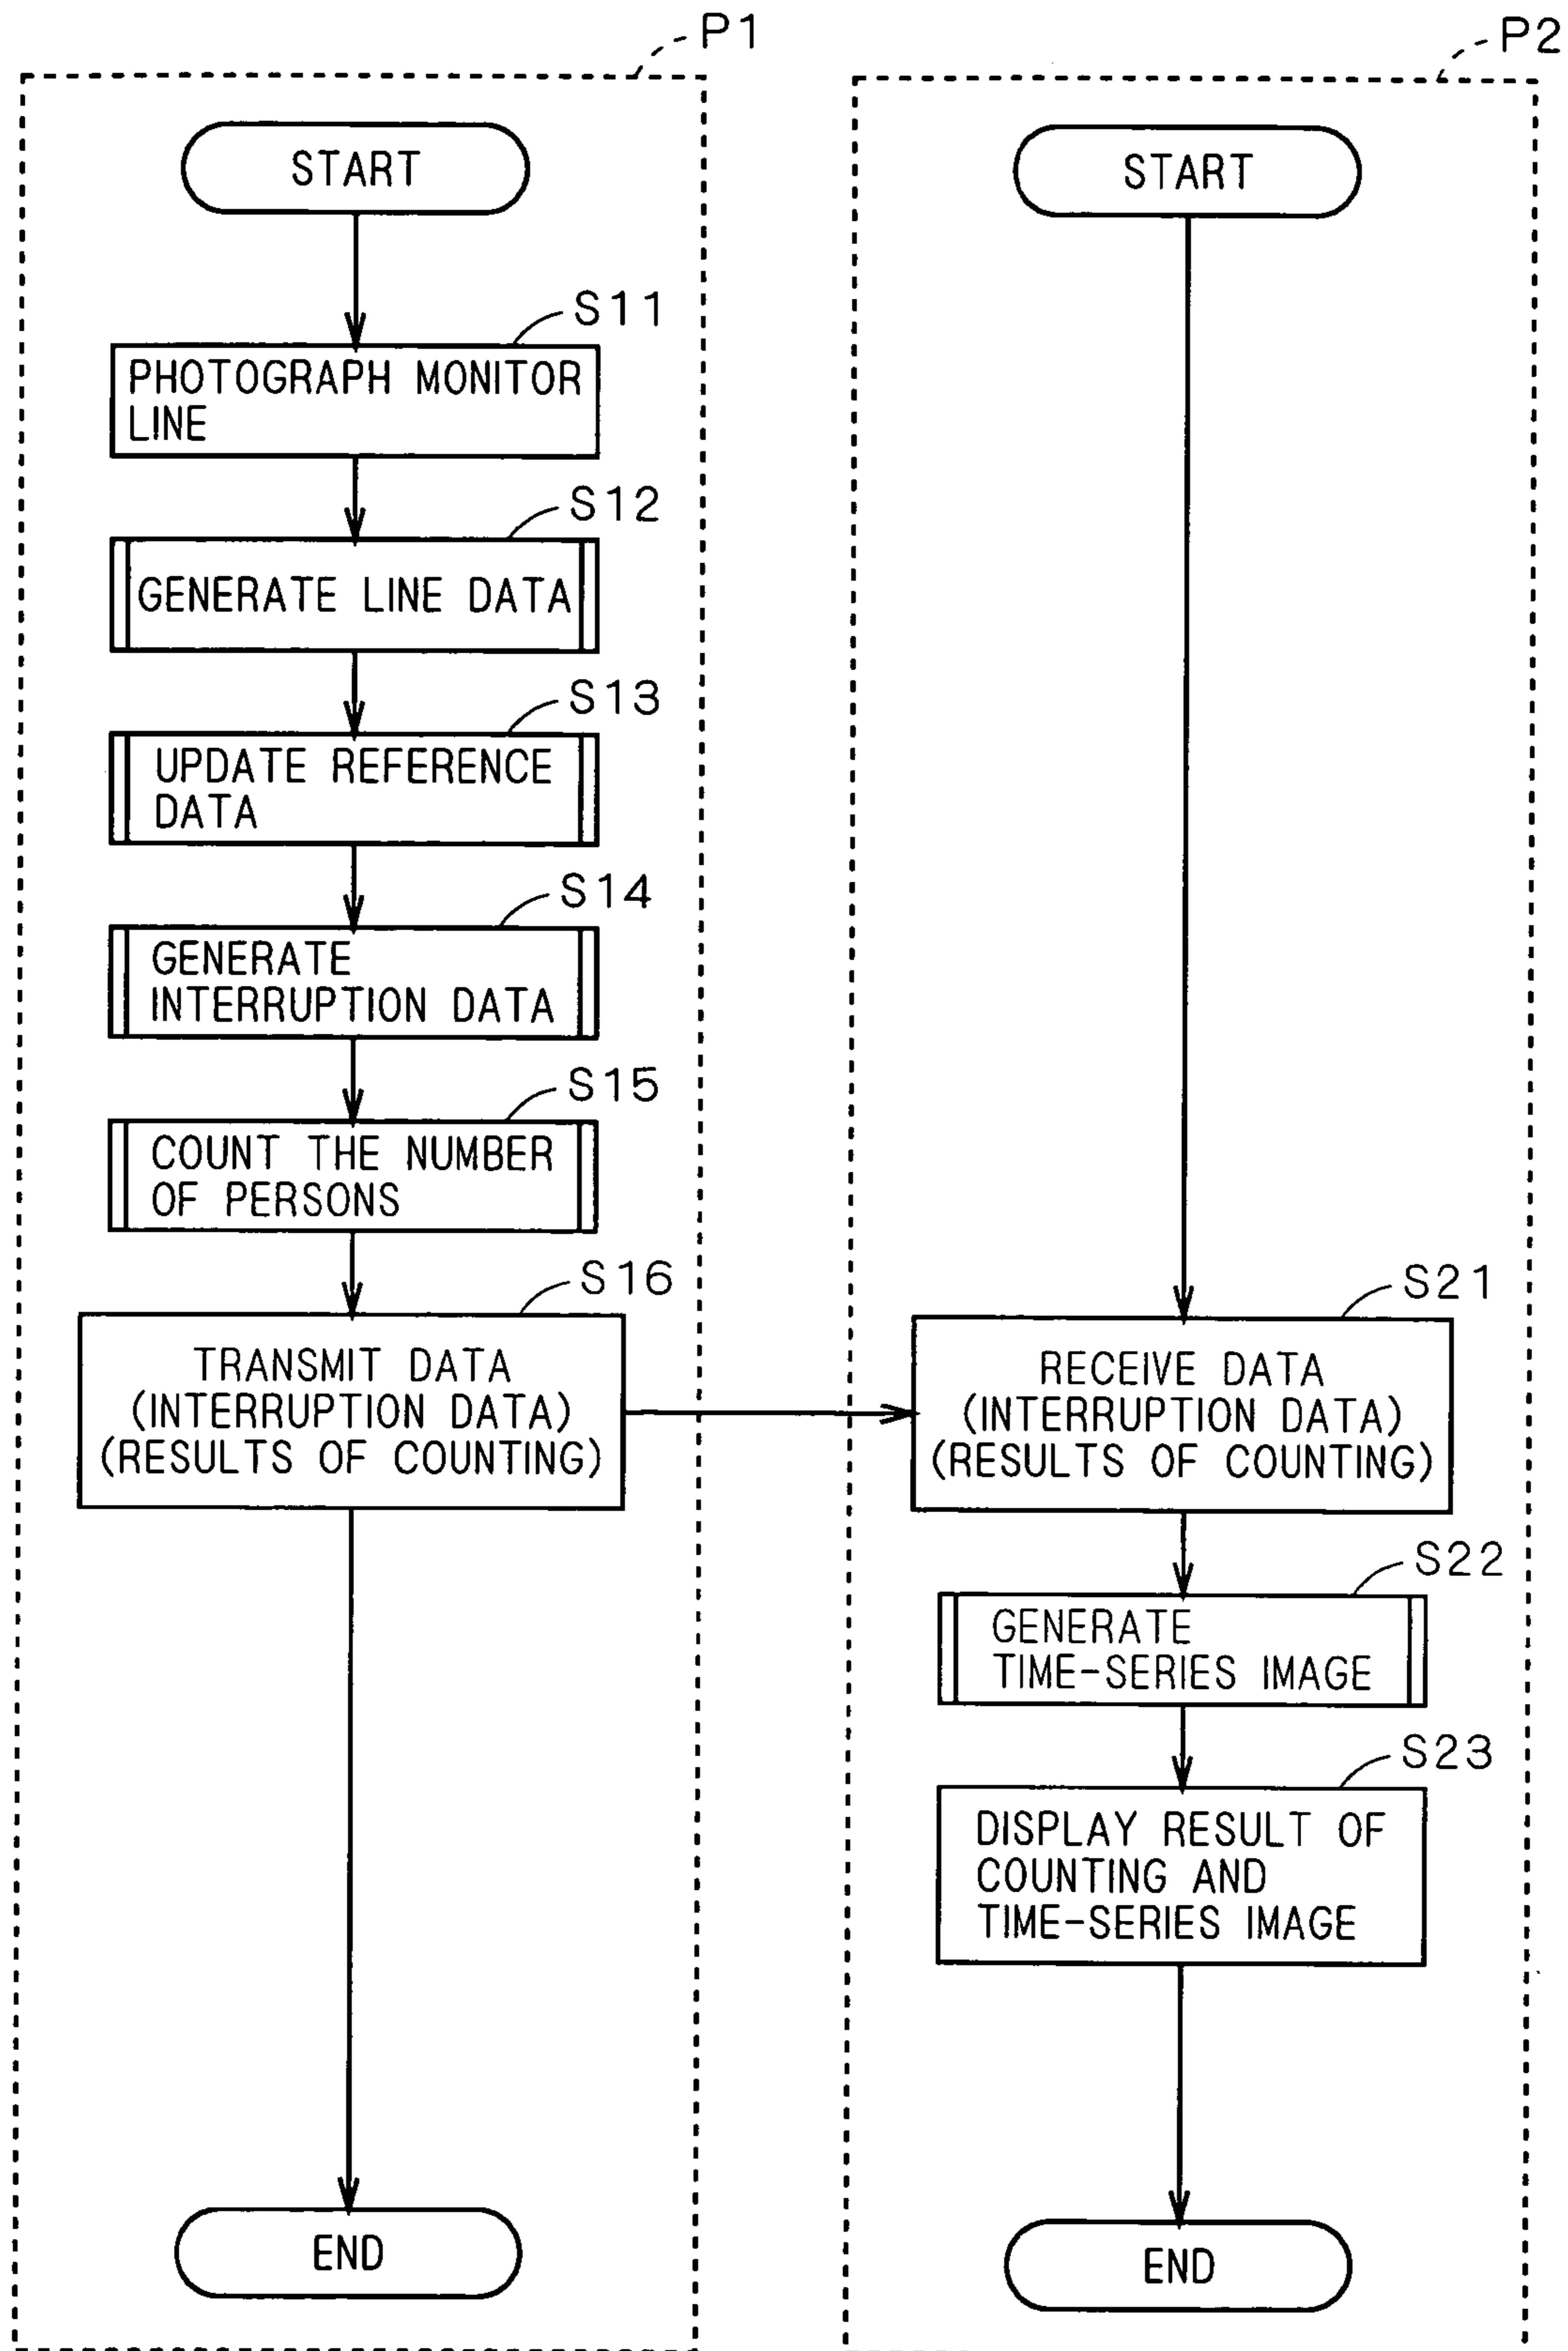 P1
START
S11
PHOTOGRAPH MONITOR
LINE
S12
GENERATE LINE DATA
S13
UPDATE REFERENCE
DATA
S14
GENERATE
INTERRUPTION DATA
S15
COUNT THE NUMBER
OF PERSONS
S16
TRANSMIT DATA
(INTERRUPTION DATA)
(RESULTS OF COUNTING)
END
P2
START
S21
RECEIVE DATA
(INTERRUPTION DATA)
(RESULTS OF COUNTING)
S22
GENERATE
TIME-SERIES IMAGE
S23
DISPLAY RESULT OF
COUNTING AND
TIME-SERIES IMAGE
END